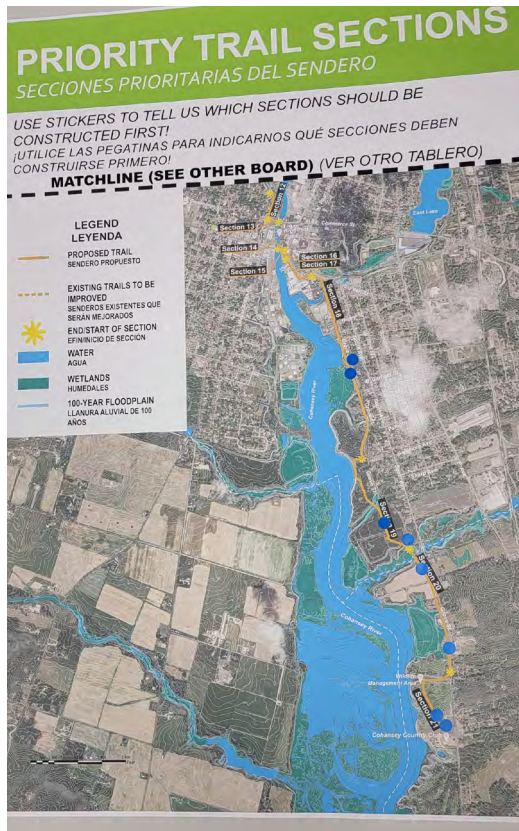 PRIORITY TRAIL SECTIONS
SECCIONES PRIORITARIAS DEL SENDERO
USE STICKERS TO TELL US WHICH SECTIONS SHOULD BE
CONSTRUCTED FIRST!
¡UTILICE LAS PEGATINAS PARA INDICARNOS QUÉ SECCIONES DEBEN
CONSTRUIRSE PRIMERO!
MATCHLINE (SEE OTHER BOARD) (VER OTRO TABLERO)
LEGEND
LEYENDA
PROPOSED TRAIL
SENDERO PROPUESTO
EXISTING TRAILS TO BE
IMPROVED
SENDEROS EXISTENTES QUE
SERÁN MEJORADOS
END/START OF SECTION
EFIN/INICIO DE SECCIÓN
WATER
AGUA
WETLANDS
HUMEDALES
100-YEAR FLOODPLAIN
LLANURA ALUVIAL DE 100
AÑOS
Section 12
East Lake
Section 13
Commerce St
Section 14
Section 16
Section 17
Section 15
Section 18
Cohansey River
Section 19
Section 20
Cohansey River
Management Area
Section 21
Cohansey Country Club